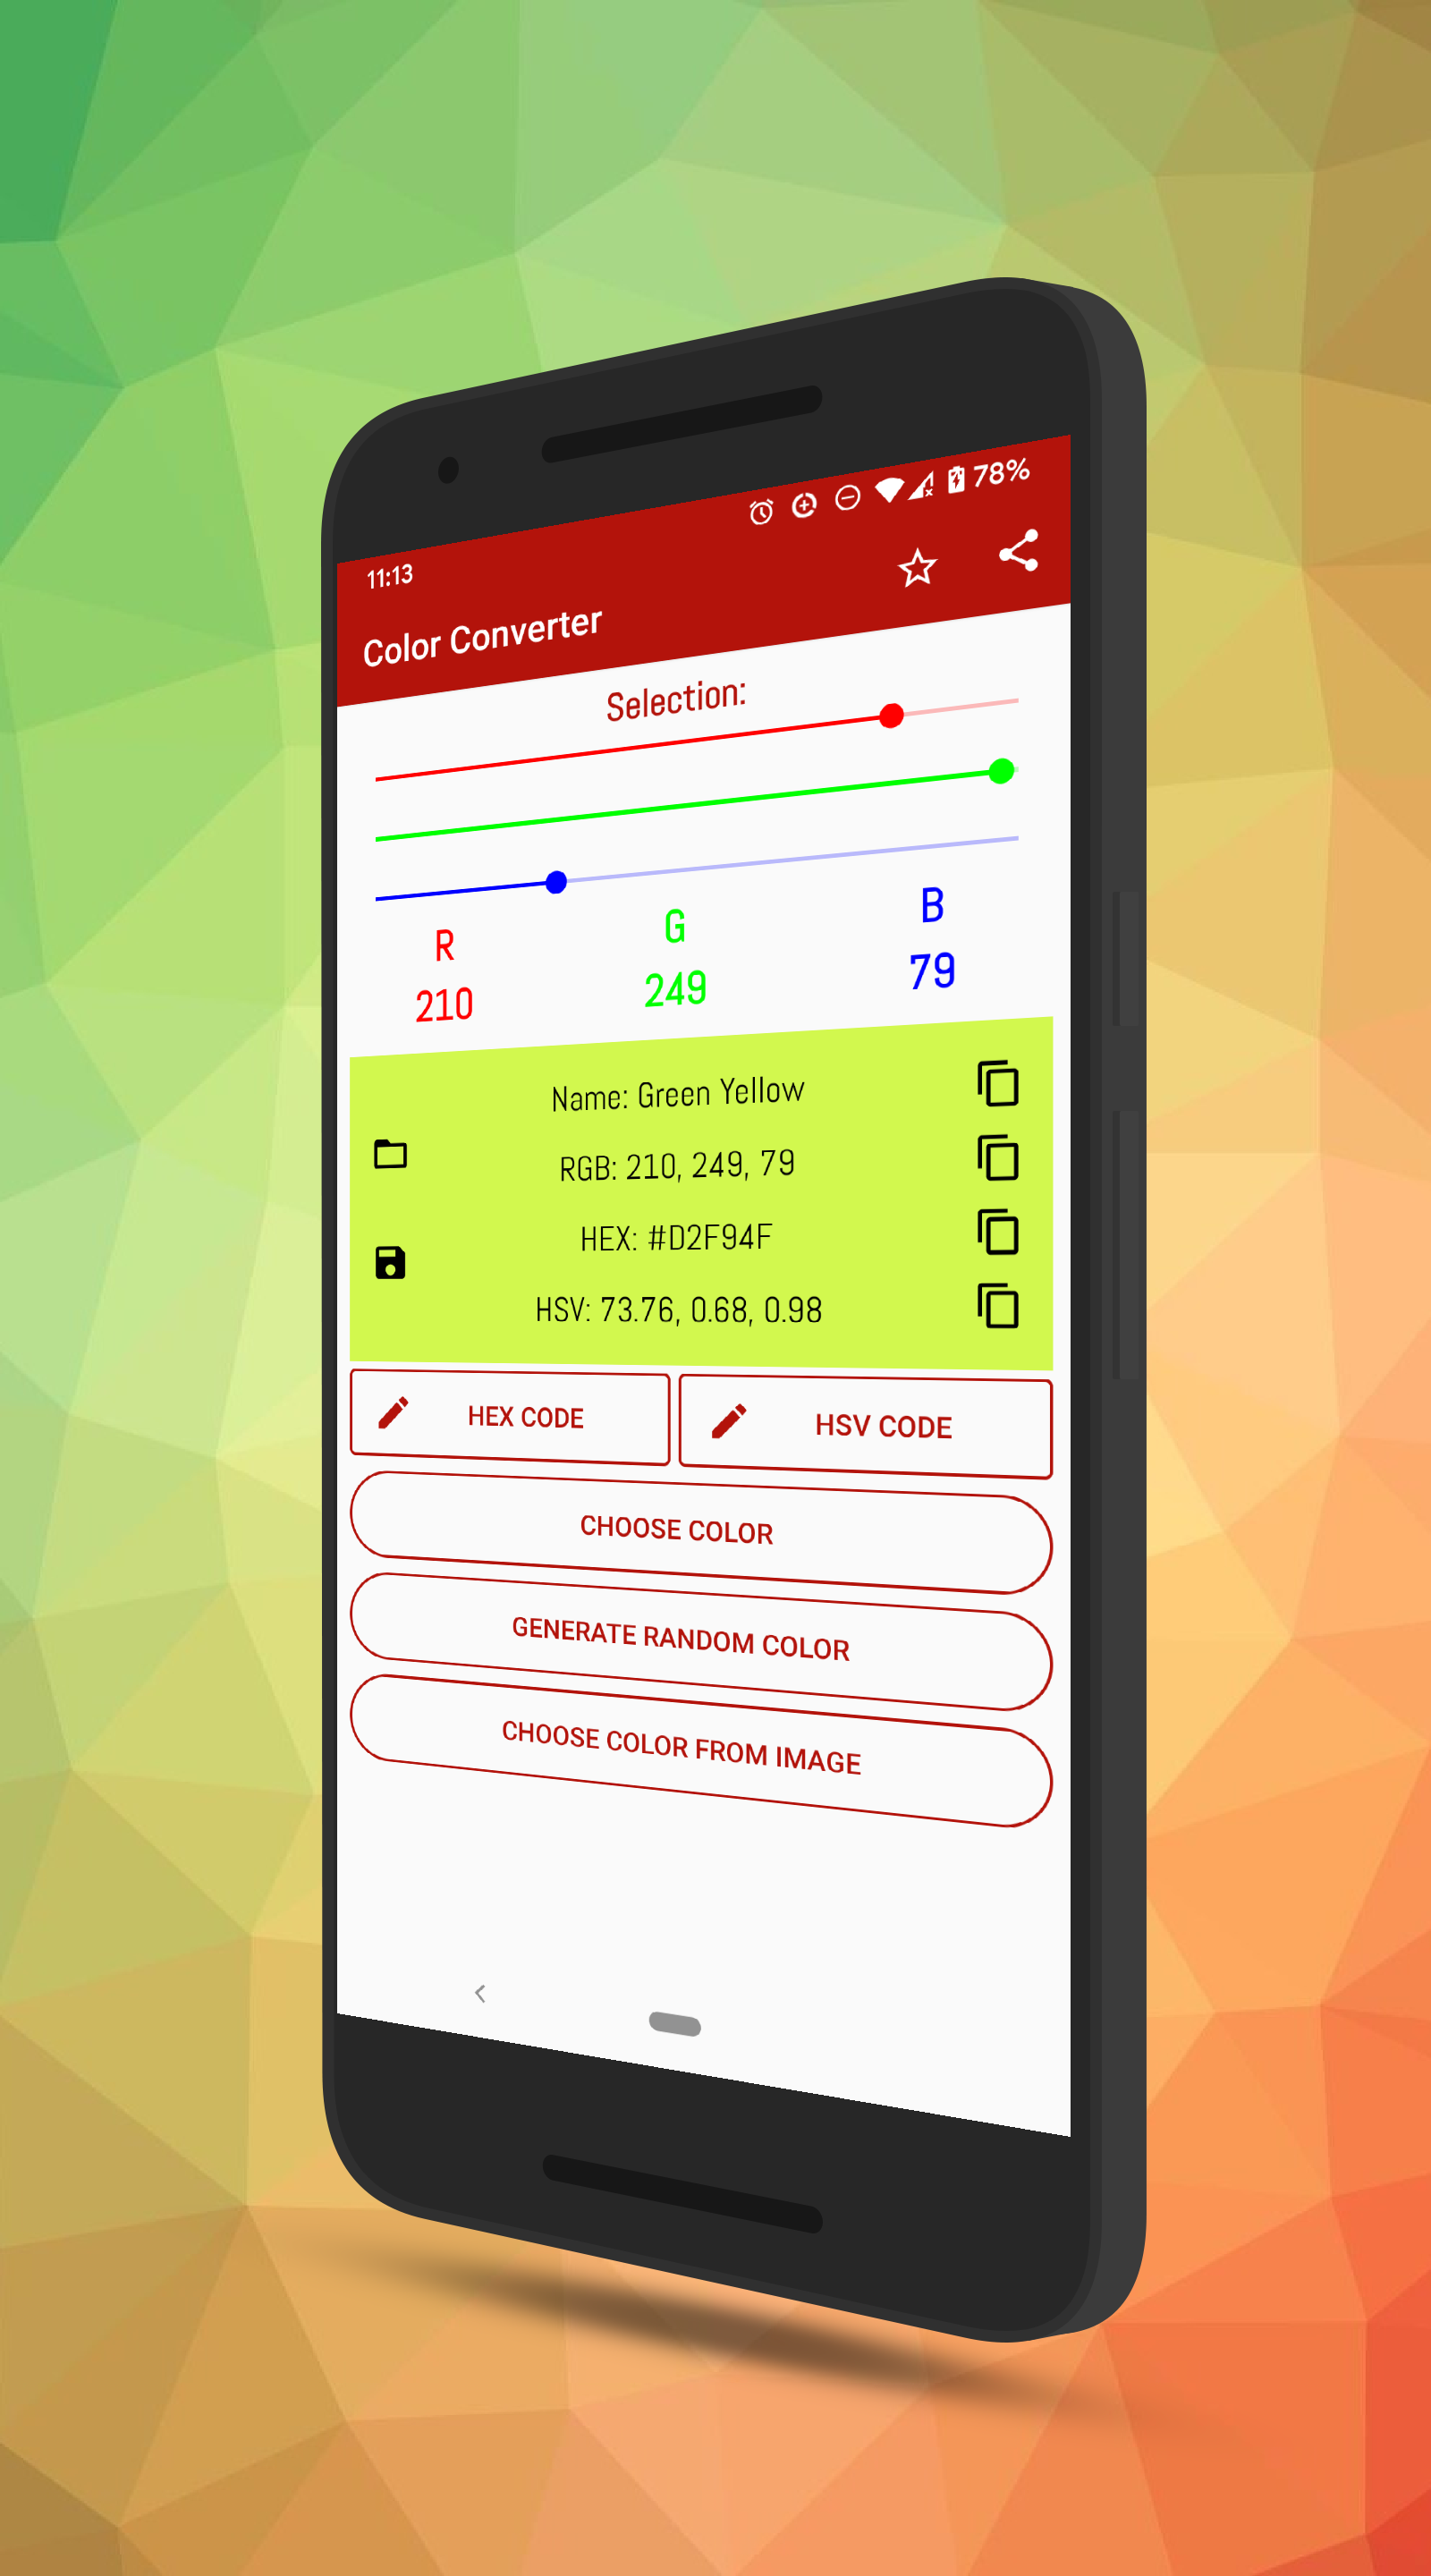 11:13
78%
Color Converter
Selection:
R G B
210 249 79
Name: Green Yellow
RGB: 210, 249, 79
HEX: #D2F94F
HSV: 73.76, 0.68, 0.98
HEX CODE HSV CODE
CHOOSE COLOR
GENERATE RANDOM COLOR
CHOOSE COLOR FROM IMAGE